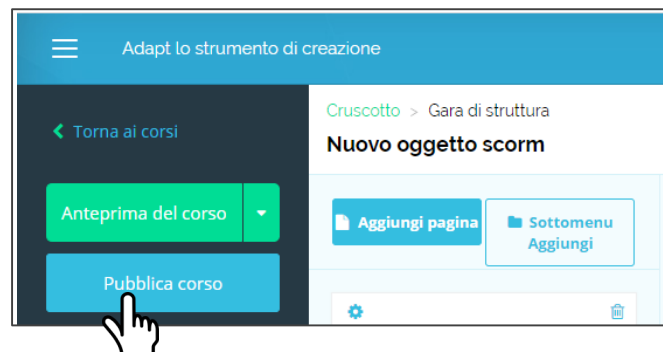 Adapt lo strumento di creazione
Torna ai corsi
Cruscotto > Gara di struttura
Nuovo oggetto scorm
Anteprima del corso
Aggiungi pagina
Sottomenu
Aggiungi
Pubblica corso